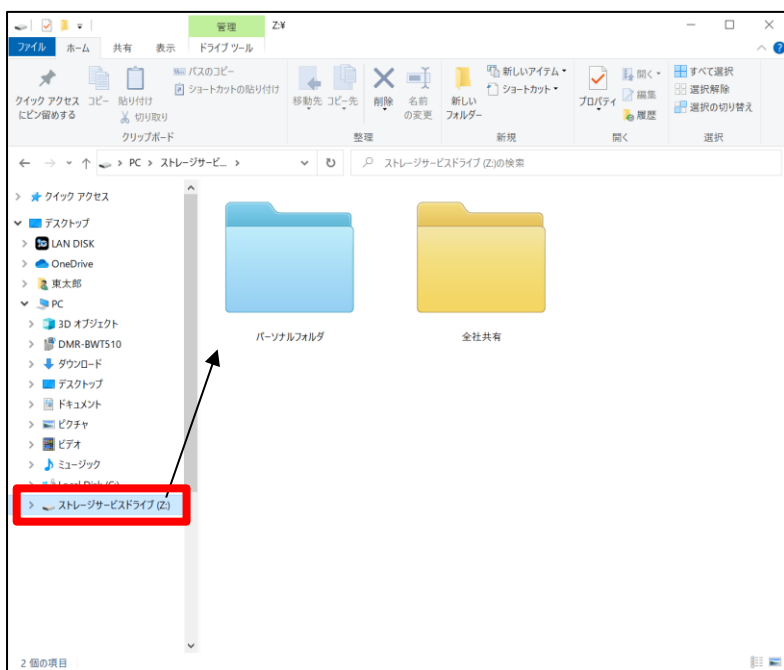 管理
Z:¥
ファイル
ホーム
共有
表示
ドライブ ツール
クイック アクセス
にピン留めする
コピー
貼り付け
切り取り
パスのコピー
ショートカットの貼り付け
クリップボード
移動先
コピー先
削除
名前
の変更
整理
新しい
フォルダー
新しいアイテム
ショートカット
新規
プロパティ
開く
編集
履歴
開く
すべて選択
選択解除
選択の切り替え
選択
PC
ストレージサービ...
ストレージサービスドライブ (Z:)の検索
クイック アクセス
デスクトップ
LAN DISK
OneDrive
東太郎
PC
3D オブジェクト
DMR-BWT510
ダウンロード
デスクトップ
ドキュメント
ピクチャ
ビデオ
ミュージック
Local Disk (C:)
ストレージサービスドライブ (Z:)
パーソナルフォルダ
全社共有
2 個の項目